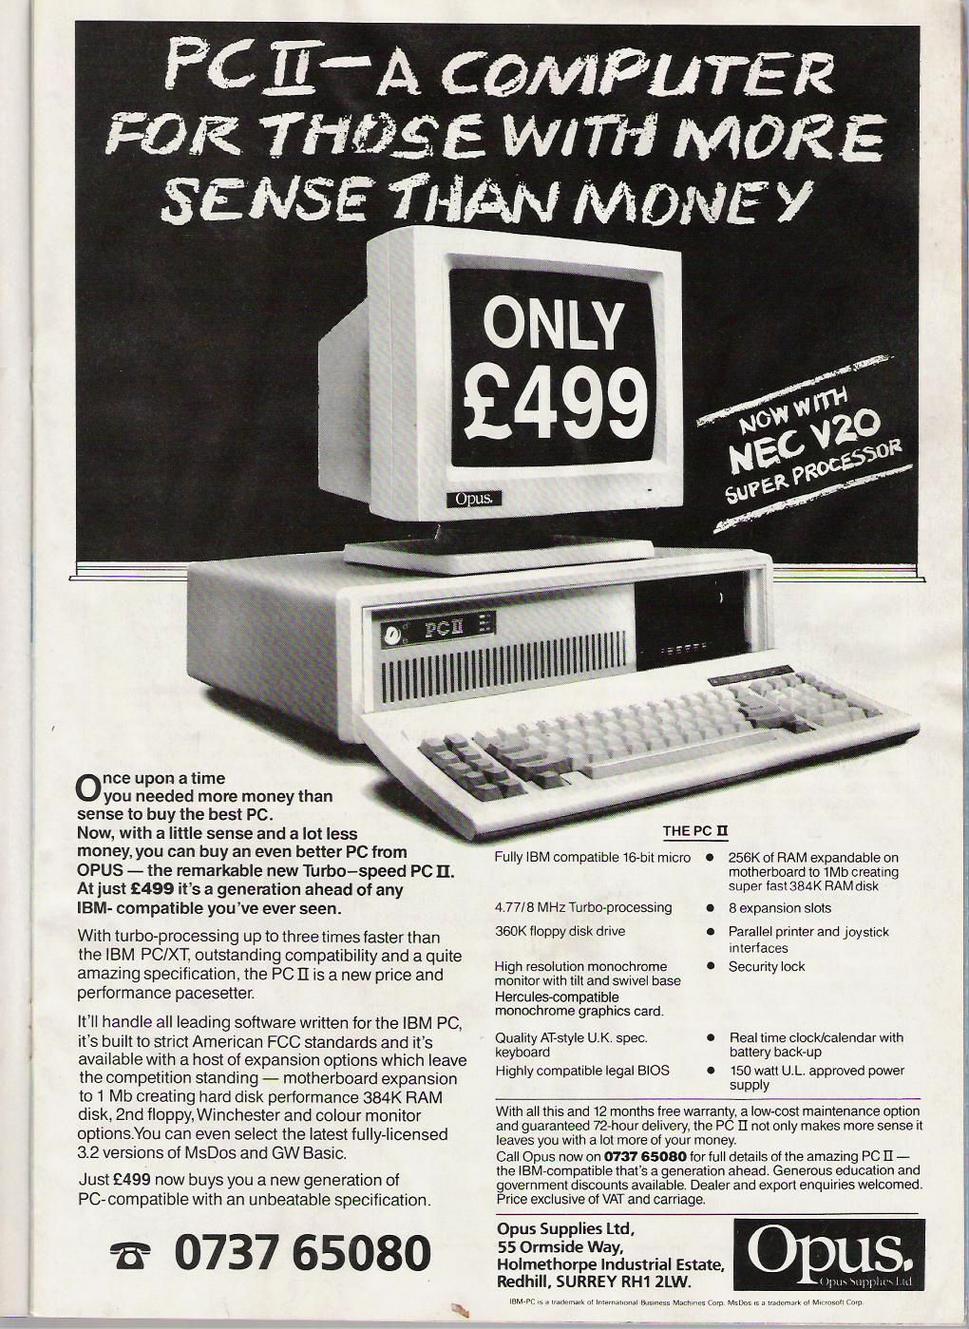 PC II – A COMPUTER
FOR THOSE WITH MORE
SENSE THAN MONEY
ONLY
£499
NOW WITH
NEC V20
SUPER PROCESSOR
Opus.
PC II
Once upon a time
you needed more money than
sense to buy the best PC.
Now, with a little sense and a lot less
money, you can buy an even better PC from
OPUS — the remarkable new Turbo–speed PC II.
At just £499 it's a generation ahead of any
IBM- compatible you've ever seen.
With turbo-processing up to three times faster than
the IBM PC/XT, outstanding compatibility and a quite
amazing specification, the PC II is a new price and
performance pacesetter.
It'll handle all leading software written for the IBM PC,
it's built to strict American FCC standards and it's
available with a host of expansion options which leave
the competition standing — motherboard expansion
to 1 Mb creating hard disk performance 384K RAM
disk, 2nd floppy, Winchester and colour monitor
options. You can even select the latest fully-licensed
3.2 versions of MsDos and GW Basic.
Just £499 now buys you a new generation of
PC-compatible with an unbeatable specification.
☎ 0737 65080
THE PC II
Fully IBM compatible 16-bit micro
● 256K of RAM expandable on
motherboard to 1Mb creating
super fast 384K RAM disk
4.77/8 MHz Turbo-processing
● 8 expansion slots
360K floppy disk drive
● Parallel printer and joystick
interfaces
High resolution monochrome
monitor with tilt and swivel base
● Security lock
Hercules-compatible
monochrome graphics card.
Quality AT-style U.K. spec.
keyboard
● Real time clock/calendar with
battery back-up
Highly compatible legal BIOS
● 150 watt U.L. approved power
supply
With all this and 12 months free warranty, a low-cost maintenance option
and guaranteed 72-hour delivery, the PC II not only makes more sense it
leaves you with a lot more of your money.
Call Opus now on 0737 65080 for full details of the amazing PC II —
the IBM-compatible that's a generation ahead. Generous education and
government discounts available. Dealer and export enquiries welcomed.
Price exclusive of VAT and carriage.
Opus Supplies Ltd,
55 Ormside Way,
Holmethorpe Industrial Estate,
Redhill, SURREY RH1 2LW.
Opus.
Opus Supplies Ltd
IBM-PC is a trademark of International Business Machines Corp. MsDos is a trademark of Microsoft Corp.